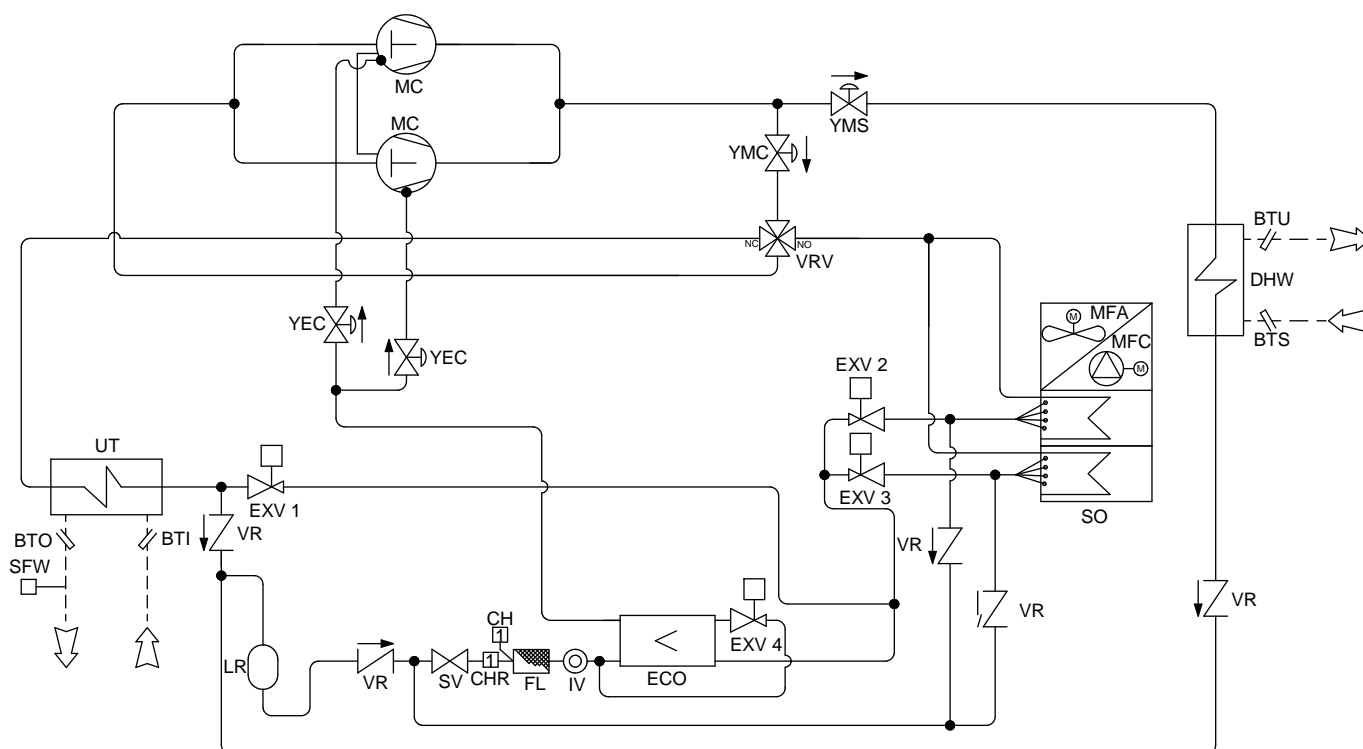 MC
MC
YMS
YMC
NC
NO
VRV
BTU
DHW
BTS
MFA
M
MFC
M
YEC
YEC
EXV 2
EXV 3
SO
UT
EXV 1
BTO
BTI
SFW
VR
VR
VR
VR
LR
VR
SV
CH
1
1
CHR
FL
IV
ECO
EXV 4